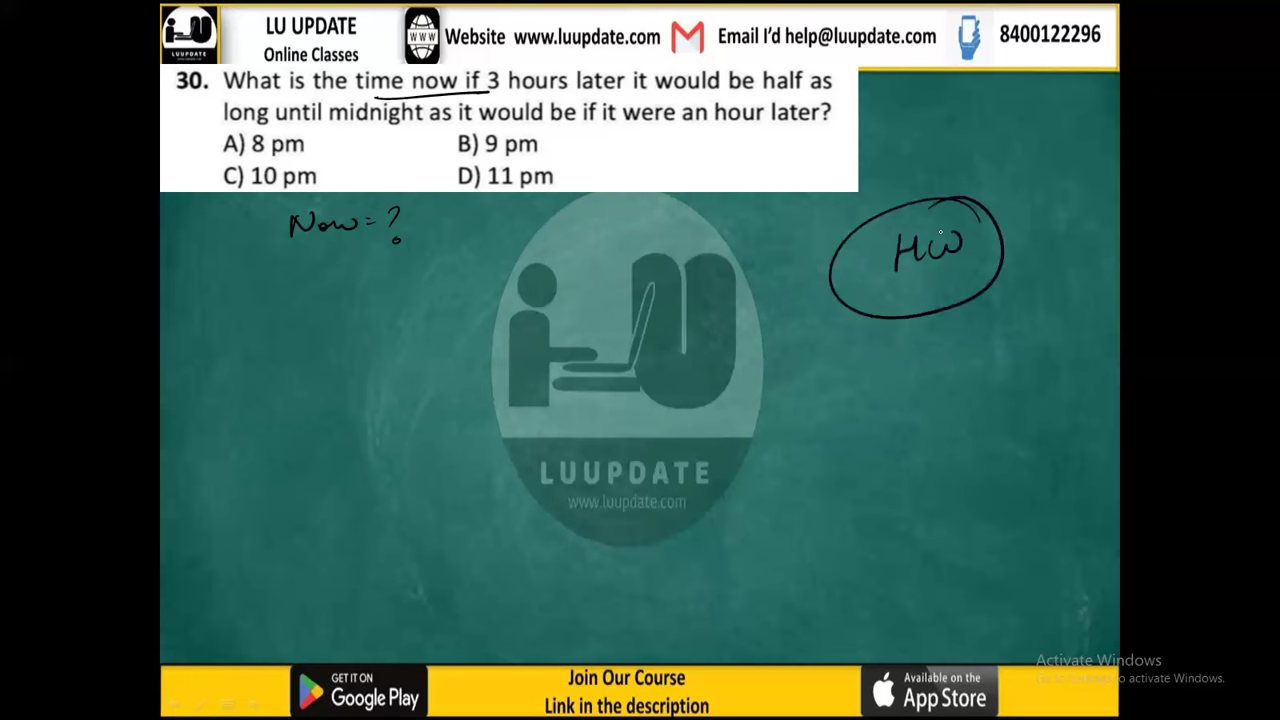 LU UPDATE
Online Classes
LUUPDATE
WWW
Website www.luupdate.com
Email I'd help@luupdate.com
8400122296
30. What is the time now if 3 hours later it would be half as
long until midnight as it would be if it were an hour later?
A) 8 pm B) 9 pm
C) 10 pm D) 11 pm
Now = ?
HW
LUUPDATE
www.luupdate.com
Activate Windows
GET IT ON
Google Play
Join Our Course
Link in the description
Available on the
App Store